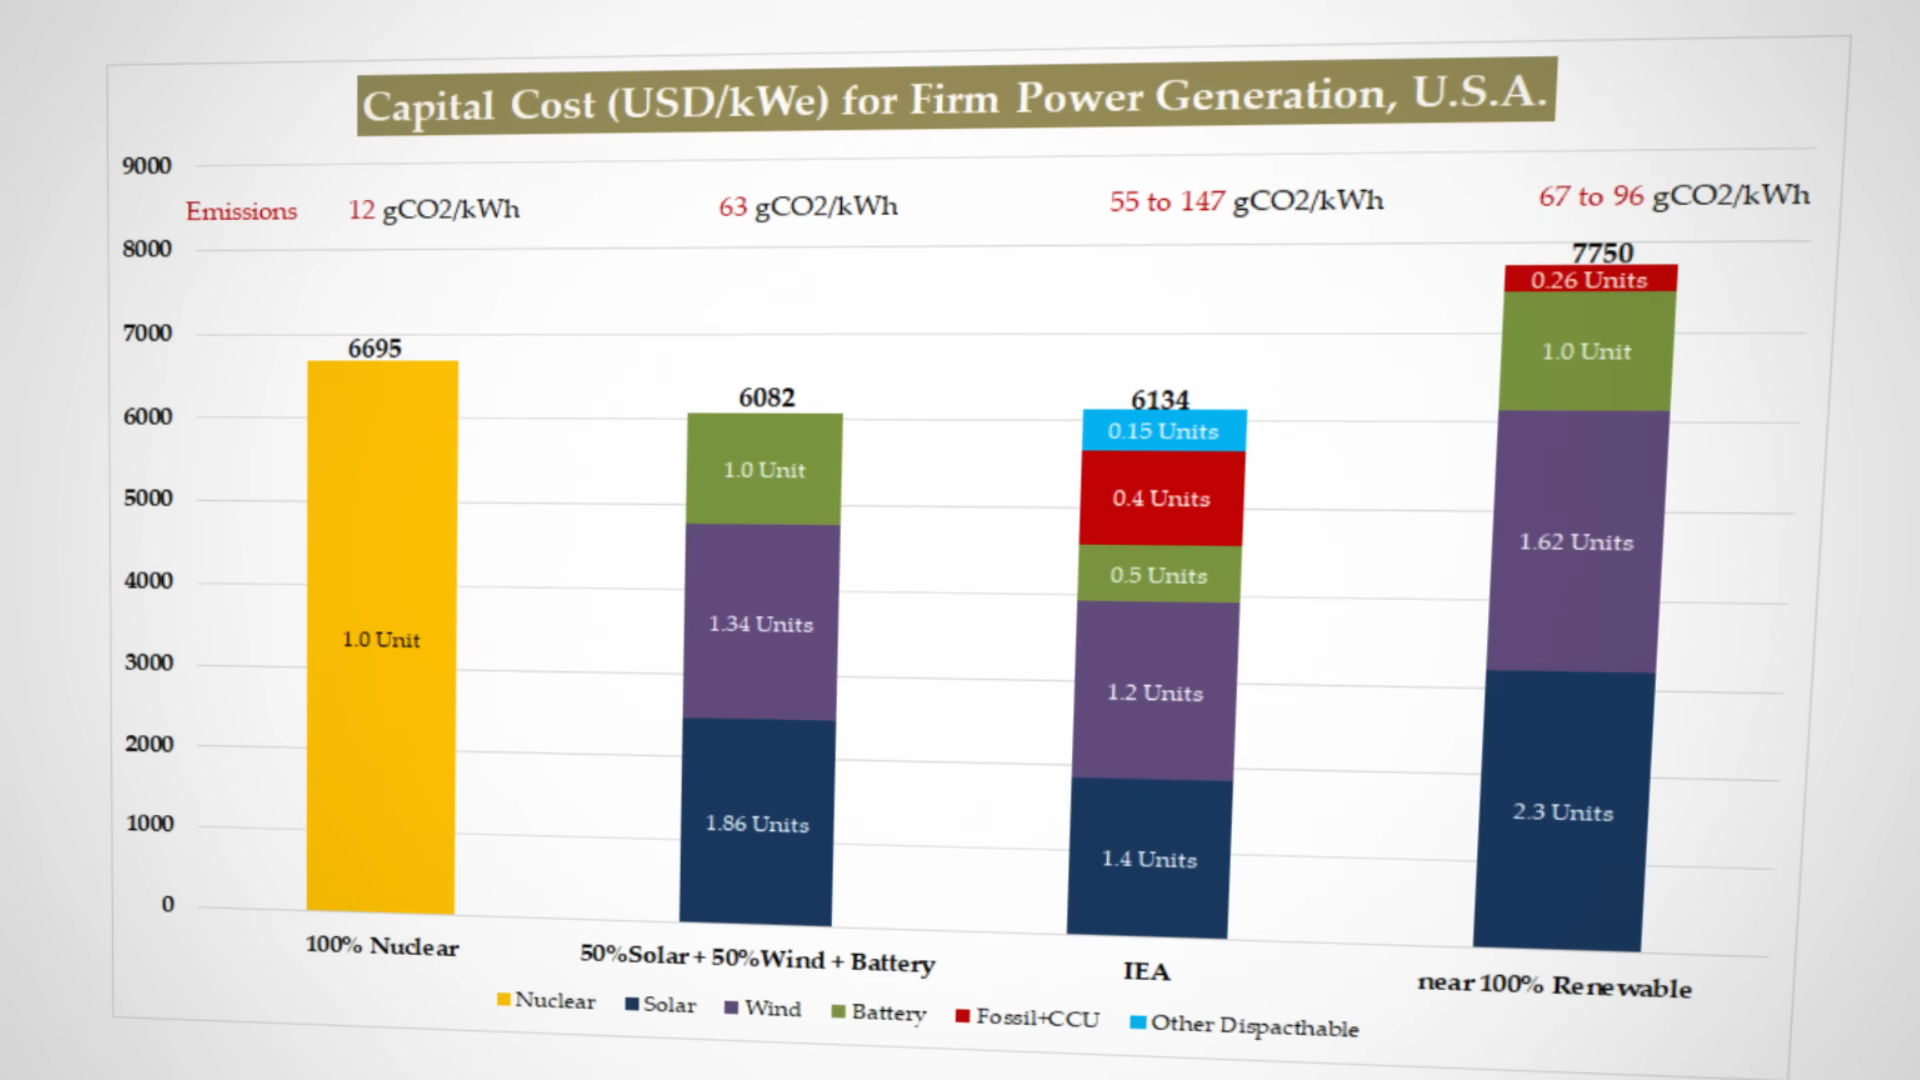 Capital Cost (USD/kWe) for Firm Power Generation, U.S.A.
9000
Emissions 12 gCO2/kWh 63 gCO2/kWh 55 to 147 gCO2/kWh 67 to 96 gCO2/kWh
8000
7750
0.26 Units
7000
6695
1.0 Unit
6000
6082
6134
0.15 Units
1.0 Unit
5000
0.4 Units
1.62 Units
4000
0.5 Units
1.0 Unit
1.34 Units
3000
1.2 Units
2000
1.86 Units
1000
1.4 Units
2.3 Units
0
100% Nuclear
50%Solar + 50%Wind + Battery
IEA
near 100% Renewable
Nuclear Solar Wind Battery Fossil+CCU Other Dispacthable